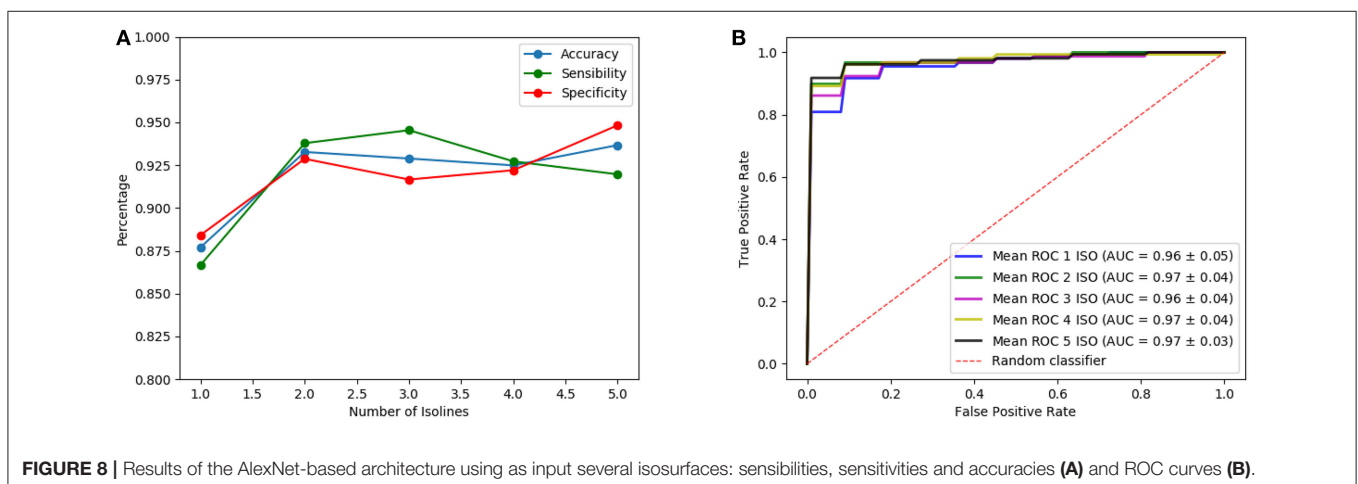 A
1.000
0.975
0.950
0.925
0.900
0.875
0.850
0.825
0.800
Percentage
Accuracy
Sensibility
Specificity
1.0 1.5 2.0 2.5 3.0 3.5 4.0 4.5 5.0
Number of Isolines
B
1.0
0.8
0.6
0.4
0.2
0.0
True Positive Rate
Mean ROC 1 ISO (AUC = 0.96 ± 0.05)
Mean ROC 2 ISO (AUC = 0.97 ± 0.04)
Mean ROC 3 ISO (AUC = 0.96 ± 0.04)
Mean ROC 4 ISO (AUC = 0.97 ± 0.04)
Mean ROC 5 ISO (AUC = 0.97 ± 0.03)
Random classifier
0.0 0.2 0.4 0.6 0.8 1.0
False Positive Rate
FIGURE 8 | Results of the AlexNet-based architecture using as input several isosurfaces: sensibilities, sensitivities and accuracies (A) and ROC curves (B).